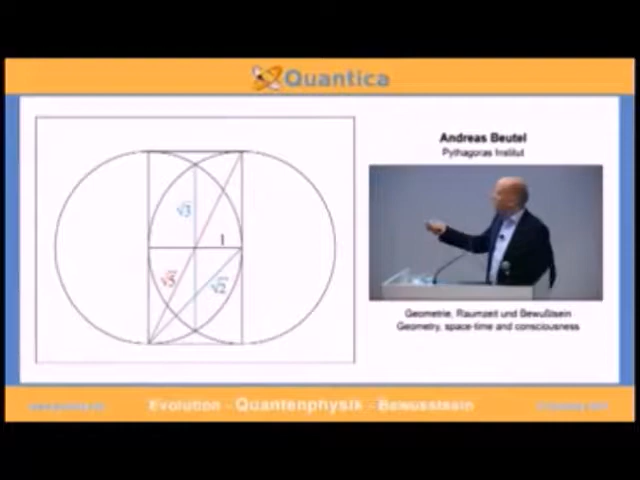 Quantica
Andreas Beutel
Pythagoras Institut
√3
1
√5
√2
Geometrie, Raumzeit und Bewußtsein
Geometry, space-time and consciousness
Evolution - Quantenphysik - Bewusstsein